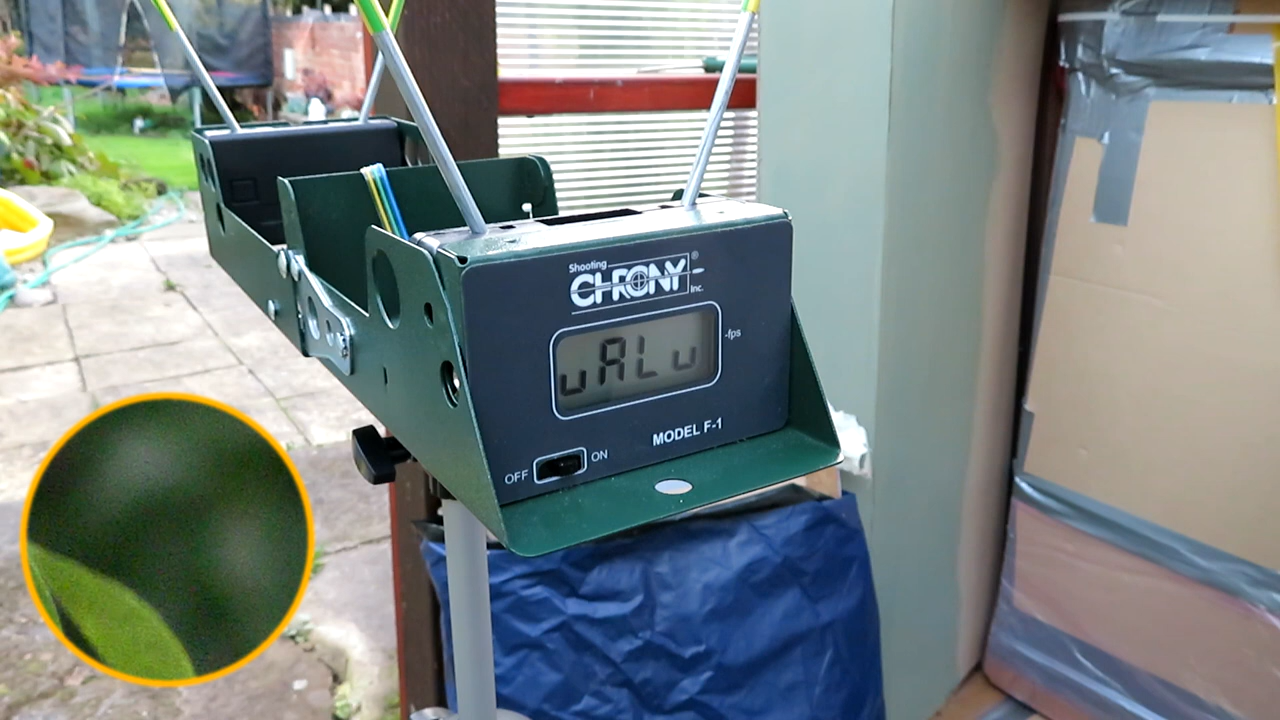 Shooting
CHRONY®
Inc.
uALu
-fps
MODEL F-1
OFF ON